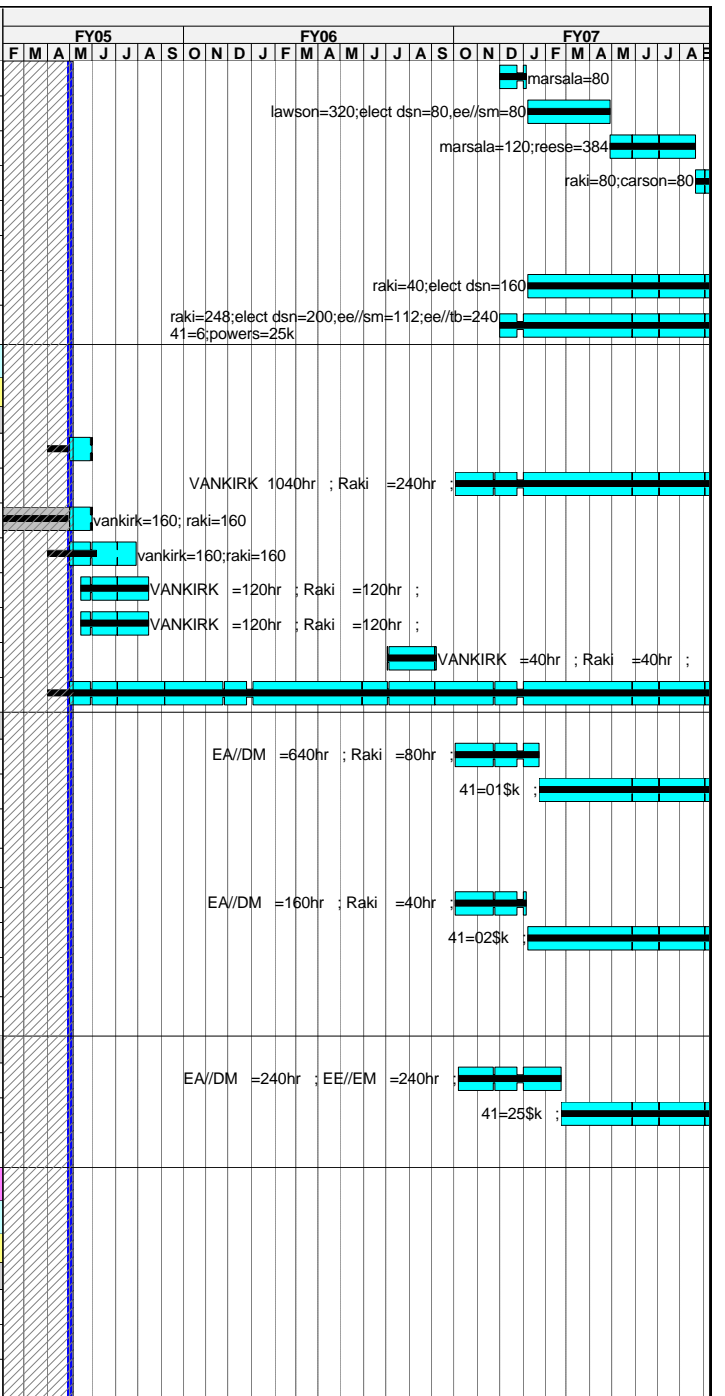 FY05 FY06 FY07
F M A M J J A S O N D J F M A M J J A S O N D J F M A M J J A
marsala=80
lawson=320;elect dsn=80,ee//sm=80
marsala=120;reese=384
raki=80;carson=80
raki=40;elect dsn=160
raki=248;elect dsn=200;ee//sm=112;ee//tb=240
41=6;powers=25k
VANKIRK 1040hr ; Raki =240hr ;
vankirk=160; raki=160
vankirk=160;raki=160
VANKIRK =120hr ; Raki =120hr ;
VANKIRK =120hr ; Raki =120hr ;
VANKIRK =40hr ; Raki =40hr ;
EA//DM =640hr ; Raki =80hr ;
41=01$k ;
EA//DM =160hr ; Raki =40hr ;
41=02$k ;
EA//DM =240hr ; EE//EM =240hr ;
41=25$k ;